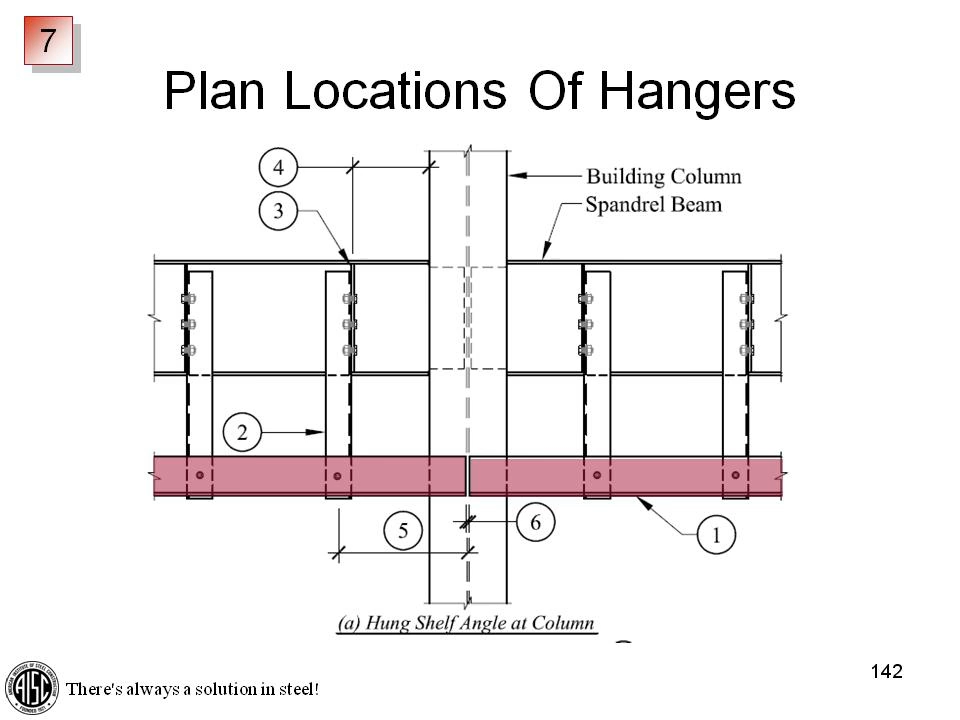 7
Plan Locations Of Hangers
4
3
Building Column
Spandrel Beam
2
5
6
1
(a) Hung Shelf Angle at Column
AISC
There's always a solution in steel!
142